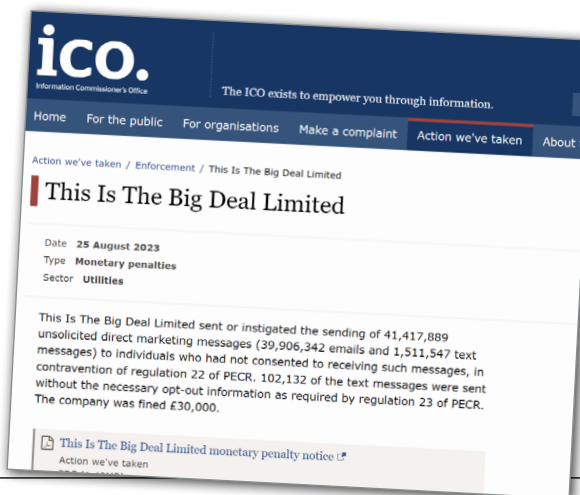 ico.
Information Commissioner's Office
The ICO exists to empower you through information.
Home For the public For organisations Make a complaint Action we've taken About
Action we've taken / Enforcement / This Is The Big Deal Limited
This Is The Big Deal Limited
Date 25 August 2023
Type Monetary penalties
Sector Utilities
This Is The Big Deal Limited sent or instigated the sending of 41,417,889
unsolicited direct marketing messages (39,906,342 emails and 1,511,547 text
messages) to individuals who had not consented to receiving such messages, in
contravention of regulation 22 of PECR. 102,132 of the text messages were sent
without the necessary opt-out information as required by regulation 23 of PECR.
The company was fined £30,000.
This Is The Big Deal Limited monetary penalty notice
Action we've taken